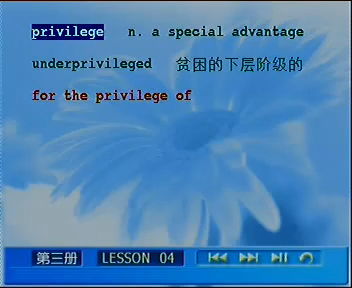 privilege n. a special advantage
underprivileged 贫困的下层阶级的
for the privilege of
第三册 LESSON 04